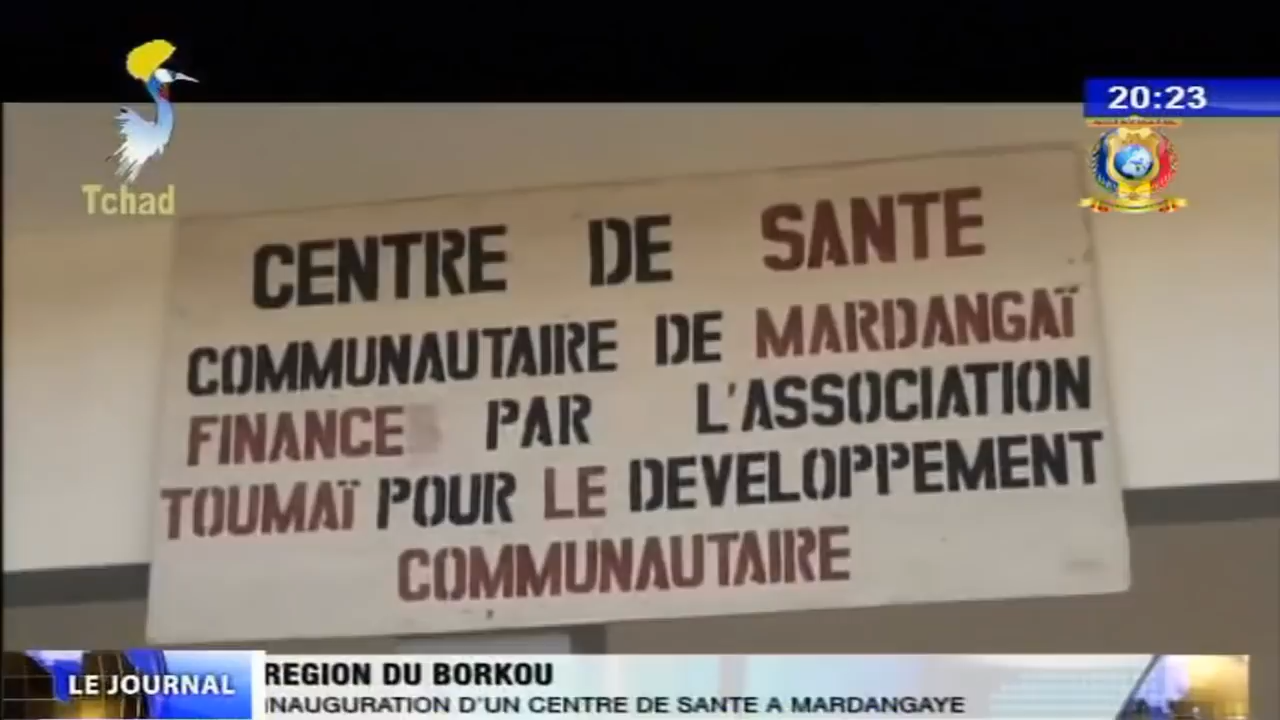 Tchad
20:23
CENTRE DE SANTE
COMMUNAUTAIRE DE MARDANGAÏ
FINANCE PAR L'ASSOCIATION
TOUMAÏ POUR LE DEVELOPPEMENT
COMMUNAUTAIRE
LE JOURNAL
REGION DU BORKOU
INAUGURATION D'UN CENTRE DE SANTE A MARDANGAYE